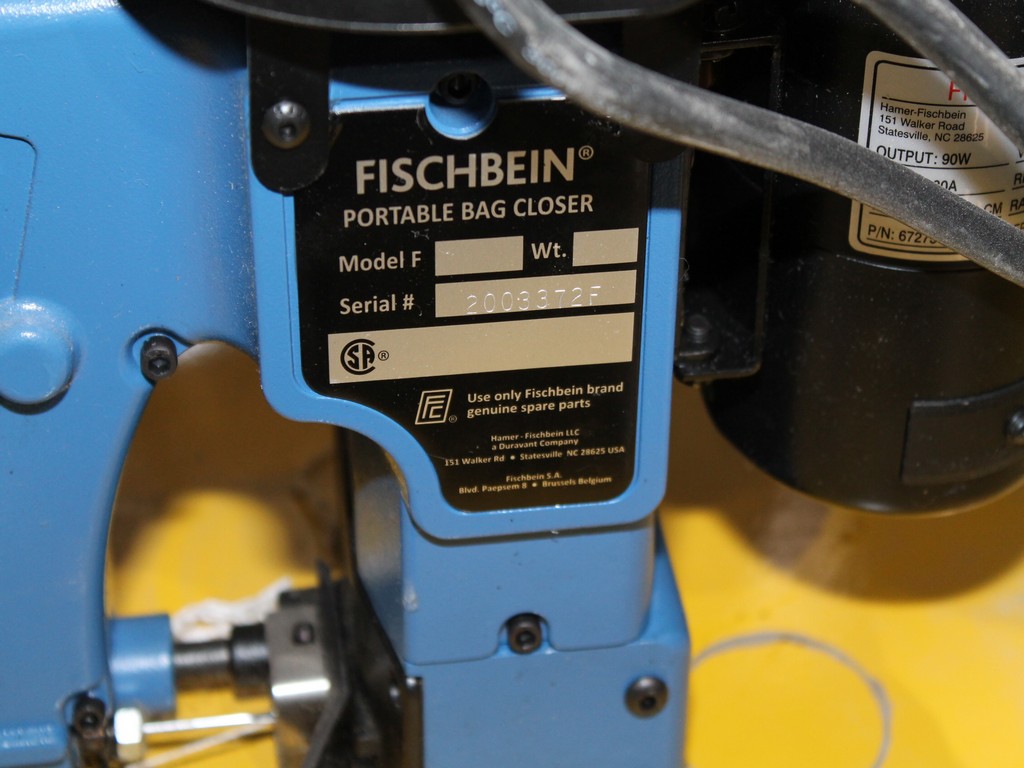 FISCHBEIN®
PORTABLE BAG CLOSER
Model F Wt.
Serial # 2003372F
SA ®
FE ®
Use only Fischbein brand
genuine spare parts
Hamer - Fischbein LLC
a Duravant Company
151 Walker Rd • Statesville NC 28625 USA
Fischbein S.A.
Blvd. Paepsem 8 • Brussels Belgium
Hamer-Fischbein
151 Walker Road
Statesville, NC 28625
OUTPUT: 90W
CM
P/N: